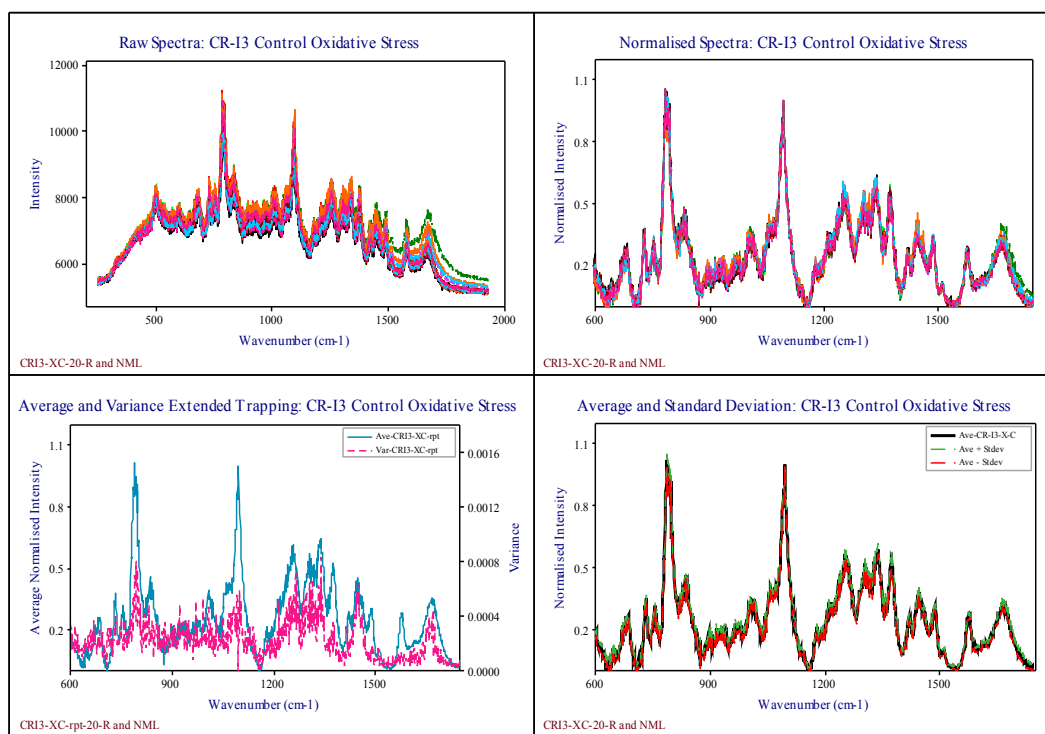 Raw Spectra: CR-I3 Control Oxidative Stress
12000
10000
8000
6000
Intensity
500
1000
1500
2000
Wavenumber (cm-1)
CRI3-XC-20-R and NML
Normalised Spectra: CR-I3 Control Oxidative Stress
1.1
0.8
0.5
0.2
Normalised Intensity
600
900
1200
1500
Wavenumber (cm-1)
CRI3-XC-20-R and NML
Average and Variance Extended Trapping: CR-I3 Control Oxidative Stress
Ave-CRI3-XC-rpt
Var-CRI3-XC-rpt
1.1
0.8
0.5
0.2
Average Normalised Intensity
0.0016
0.0012
0.0008
0.0004
0.0000
Variance
600
900
1200
1500
Wavenumber (cm-1)
CRI3-XC-rpt-20-R and NML
Average and Standard Deviation: CR-I3 Control Oxidative Stress
Ave-CR-I3-X-C
Ave + Stdev
Ave - Stdev
1.1
0.8
0.5
0.2
Normalised Intensity
600
900
1200
1500
Wavenumber (cm-1)
CRI3-XC-20-R and NML